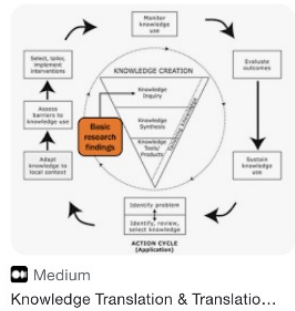 Monitor
knowledge
use
Select, tailor,
implement
interventions
KNOWLEDGE CREATION
Evaluate
outcomes
Knowledge
Inquiry
Assess
barriers to
knowledge use
Basic
research
findings
Knowledge
Synthesis
Knowledge
Tools/
Products
Adapt
knowledge to
local context
Sustain
knowledge
use
Identify problem
Identify, review,
select knowledge
ACTION CYCLE
(Application)
Medium
Knowledge Translation & Translatio...